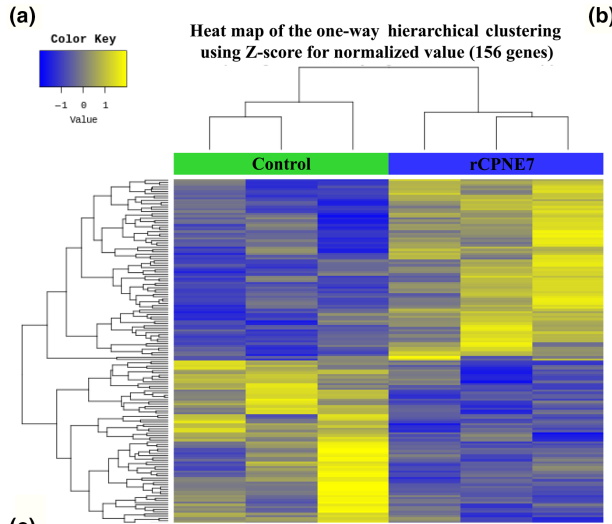 (a)
(b)
Color Key
Heat map of the one-way hierarchical clustering
using Z-score for normalized value (156 genes)
−1 0 1
Value
Control rCPNE7